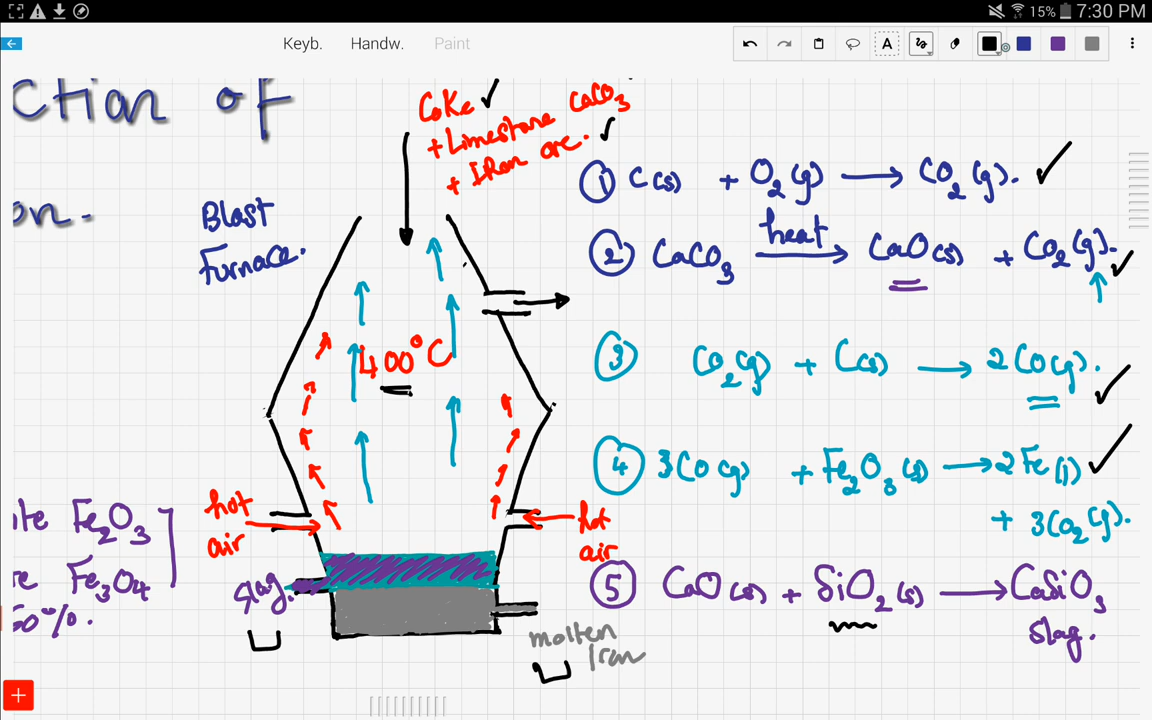 15% 7:30 PM
Keyb. Handw. Paint
A
ction of
on.
Blast
Furnace.
Coke ✓
+ Limestone CaCO3
+ IRon ore. ✓
400°C
hot
air
hot
air
slag.
molten
Iron
ite Fe2O3
re Fe3O4
60%.
① C(s) + O2(g) → CO2(g). ✓
② CaCO3 heat → CaO(s) + CO2(g). ✓
③ CO2(g) + C(s) → 2CO(g). ✓
④ 3CO(g) + Fe2O3(s) → 2Fe(l) ✓
+ 3CO2(g).
⑤ CaO(s) + SiO2(s) → CaSiO3
Slag.